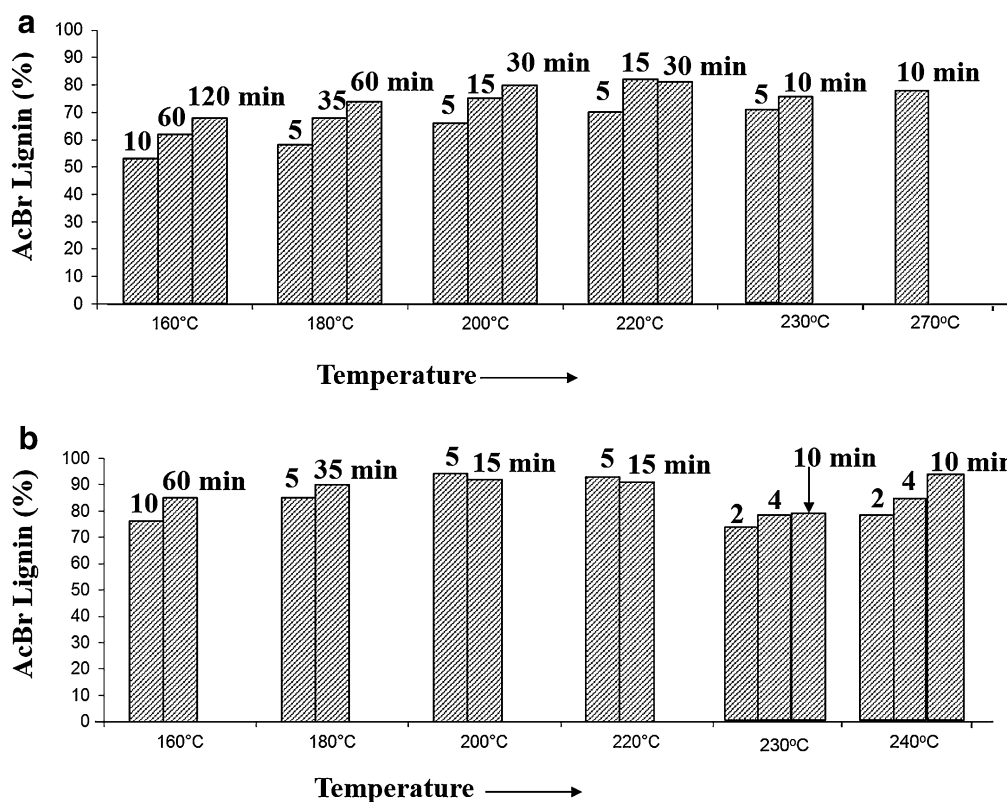 a
AcBr Lignin (%)
100
90
80
70
60
50
40
30
20
10
0
10 60 120 min
5 35 60 min
5 15 30 min
5 15 30 min
5 10 min
10 min
160°C 180°C 200°C 220°C 230ºC 270ºC
Temperature
b
AcBr Lignin (%)
100
90
80
70
60
50
40
30
20
10
0
10 60 min
5 35 min
5 15 min
5 15 min
2 4 10 min
2 4 10 min
160°C 180°C 200°C 220°C 230ºC 240ºC
Temperature